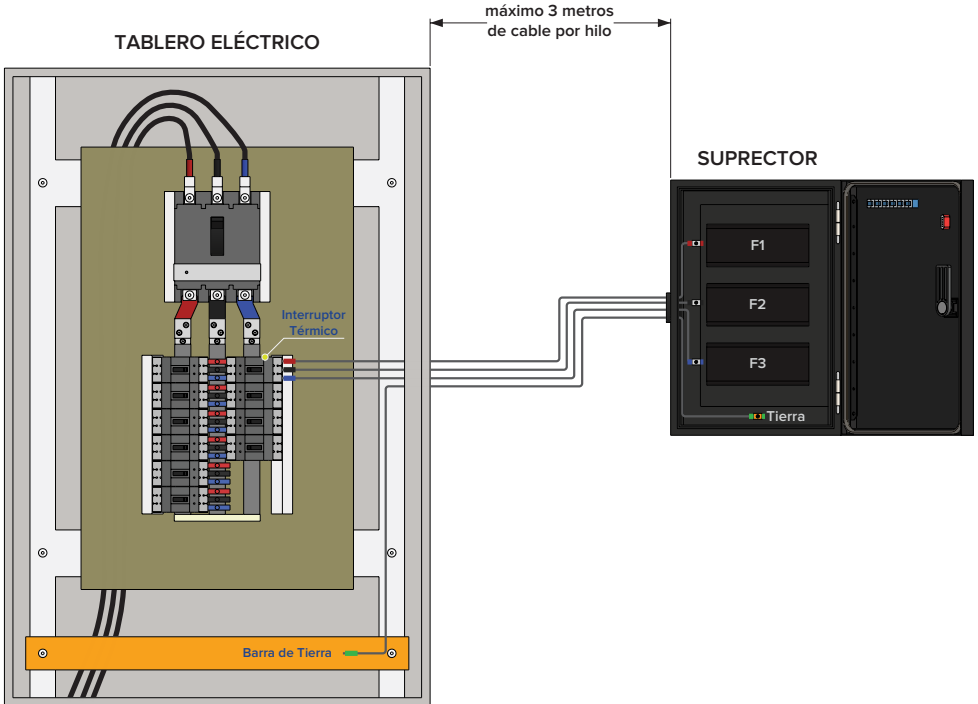 máximo 3 metros
de cable por hilo
TABLERO ELÉCTRICO
SUPRECTOR
F1
F2
F3
Tierra
Interruptor
Térmico
Barra de Tierra